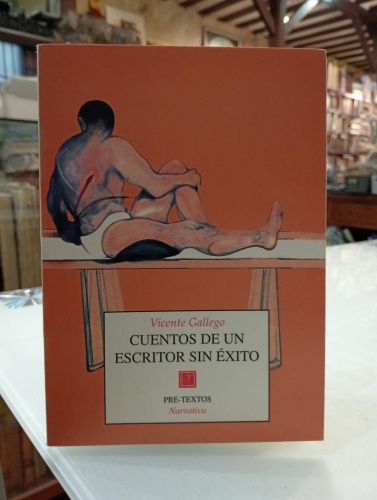 Vicente Gallego
CUENTOS DE UN
ESCRITOR SIN ÉXITO
PRE-TEXTOS
Narrativa